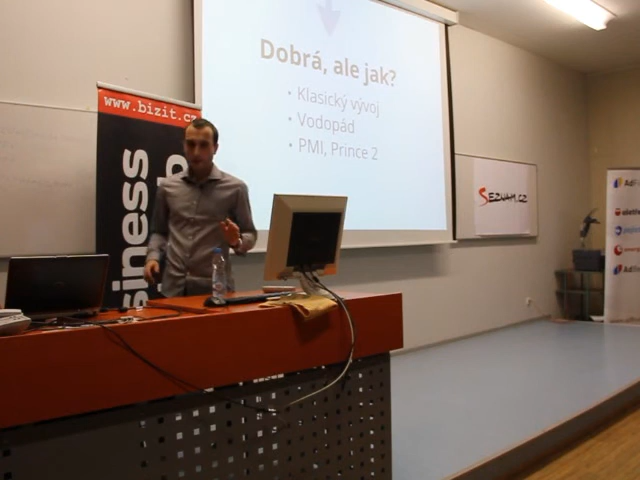 Dobrá, ale jak?
• Klasický vývoj
• Vodopád
• PMI, Prince 2
www.bizit.cz
siness
SEZNAM.CZ